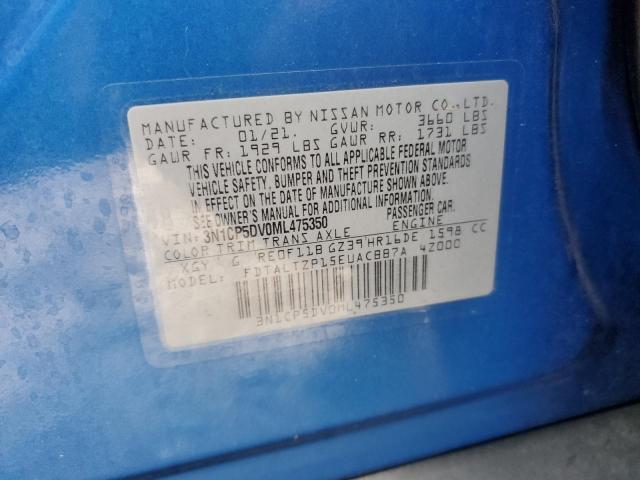 MANUFACTURED BY NISSAN MOTOR CO.,LTD.
DATE: 01/21. GVWR: 3660 LBS
GAWR FR: 1929 LBS GAWR RR: 1731 LBS
THIS VEHICLE CONFORMS TO ALL APPLICABLE FEDERAL MOTOR
VEHICLE SAFETY, BUMPER AND THEFT PREVENTION STANDARDS
IN EFFECT ON THE DATE OF MANUFACTURE SHOWN ABOVE.
* SEE OWNER'S MANUAL FOR ADDITIONAL INFORMATION.
VIN: 3N1CP5DV0ML475350 PASSENGER CAR.
COLOR TRIM TRANS AXLE ENGINE
XGY G RE0F11B GZ39 HR16DE 1598 CC
MODEL: FDTALTZP15EUACBB7A 4Z000
3N1CP5DV0ML475350